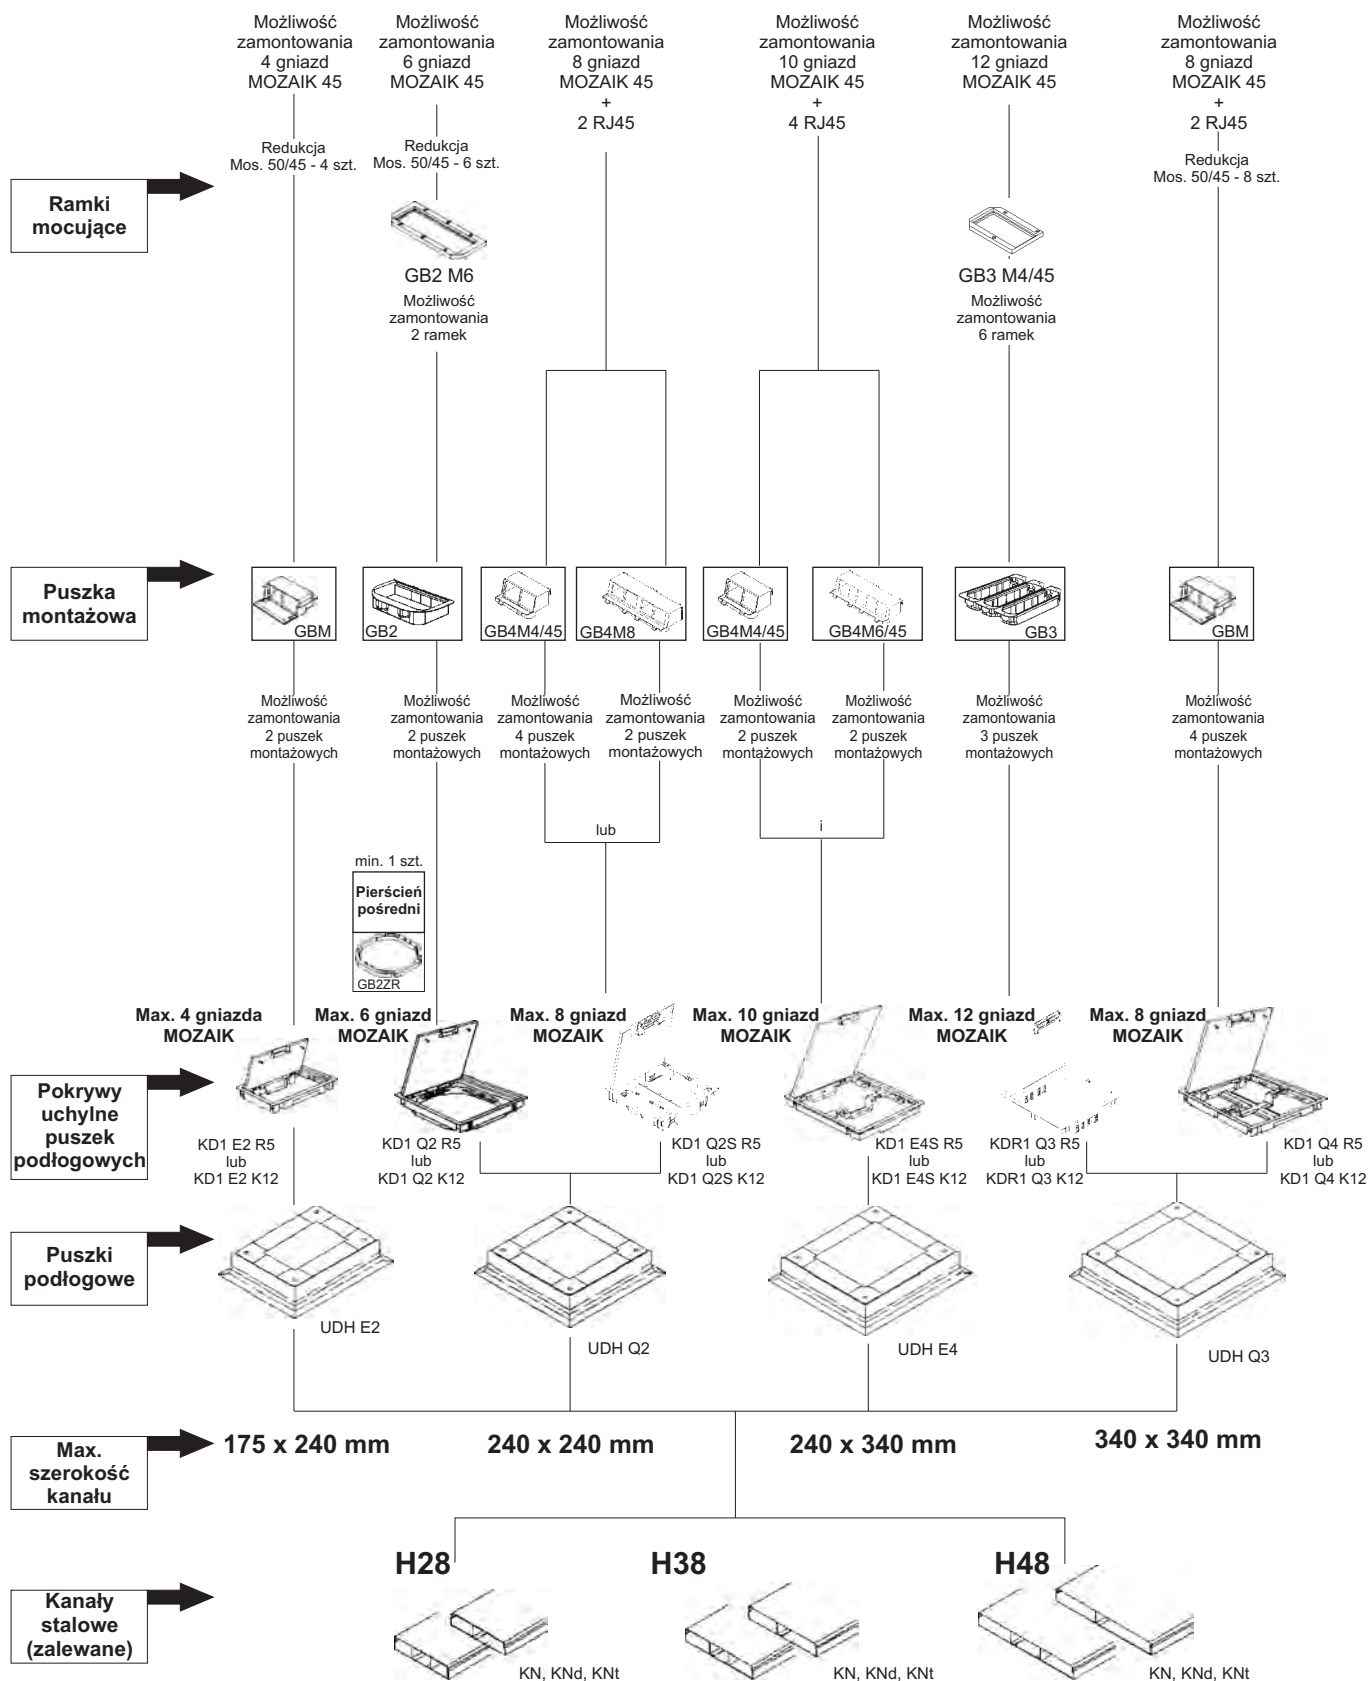 Możliwość
zamontowania
4 gniazd
MOZAIK 45
Możliwość
zamontowania
6 gniazd
MOZAIK 45
Możliwość
zamontowania
8 gniazd
MOZAIK 45
+
2 RJ45
Możliwość
zamontowania
10 gniazd
MOZAIK 45
+
4 RJ45
Możliwość
zamontowania
12 gniazd
MOZAIK 45
Możliwość
zamontowania
8 gniazd
MOZAIK 45
+
2 RJ45
Redukcja
Mos. 50/45 - 4 szt.
Redukcja
Mos. 50/45 - 6 szt.
Redukcja
Mos. 50/45 - 8 szt.
Ramki
mocujące
GB2 M6
Możliwość
zamontowania
2 ramek
GB3 M4/45
Możliwość
zamontowania
6 ramek
Puszka
montażowa
GBM
GB2
GB4M4/45
GB4M8
GB4M4/45
GB4M6/45
GB3
GBM
Możliwość
zamontowania
2 puszek
montażowych
Możliwość
zamontowania
2 puszek
montażowych
Możliwość
zamontowania
4 puszek
montażowych
Możliwość
zamontowania
2 puszek
montażowych
Możliwość
zamontowania
2 puszek
montażowych
Możliwość
zamontowania
2 puszek
montażowych
Możliwość
zamontowania
3 puszek
montażowych
Możliwość
zamontowania
4 puszek
montażowych
lub
i
min. 1 szt.
Pierścień
pośredni
GB2ZR
Max. 4 gniazda
MOZAIK
Max. 6 gniazd
MOZAIK
Max. 8 gniazd
MOZAIK
Max. 10 gniazd
MOZAIK
Max. 12 gniazd
MOZAIK
Max. 8 gniazd
MOZAIK
Pokrywy
uchylne
puszek
podłogowych
KD1 E2 R5
lub
KD1 E2 K12
KD1 Q2 R5
lub
KD1 Q2 K12
KD1 Q2S R5
lub
KD1 Q2S K12
KD1 E4S R5
lub
KD1 E4S K12
KDR1 Q3 R5
lub
KDR1 Q3 K12
KD1 Q4 R5
lub
KD1 Q4 K12
Puszki
podłogowe
UDH E2
UDH Q2
UDH E4
UDH Q3
Max.
szerokość
kanału
175 x 240 mm
240 x 240 mm
240 x 340 mm
340 x 340 mm
H28
H38
H48
Kanały
stalowe
(zalewane)
KN, KNd, KNt
KN, KNd, KNt
KN, KNd, KNt